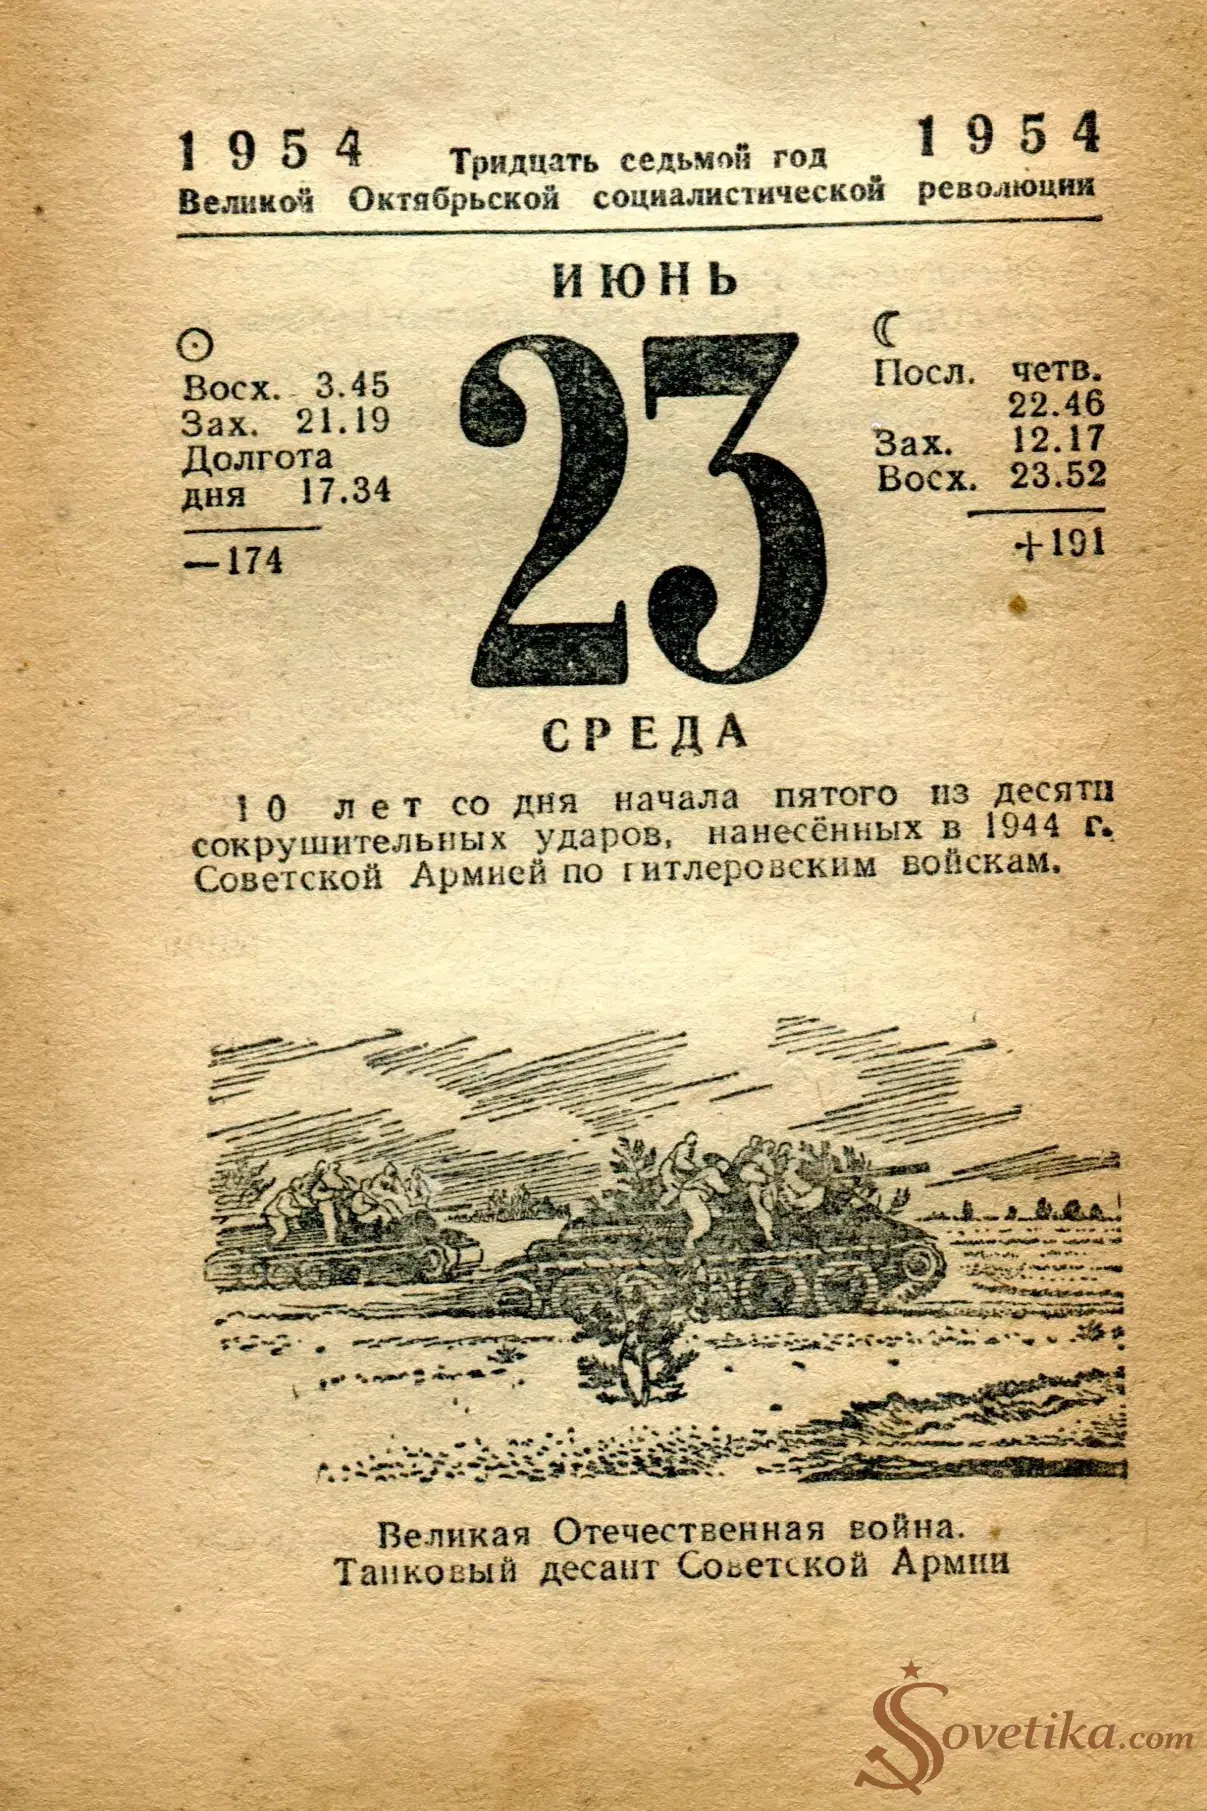 1954 Тридцать седьмой год 1954
Великой Октябрьской социалистической революции
ИЮНЬ
Восх. 3.45
Зах. 21.19
Долгота
дня 17.34
—174
23
☾
Посл. четв.
22.46
Зах. 12.17
Восх. 23.52
+191
СРЕДА
10 лет со дня начала пятого из десяти
сокрушительных ударов, нанесённых в 1944 г.
Советской Армией по гитлеровским войскам.
Великая Отечественная война.
Танковый десант Советской Армии
Sovetika.com